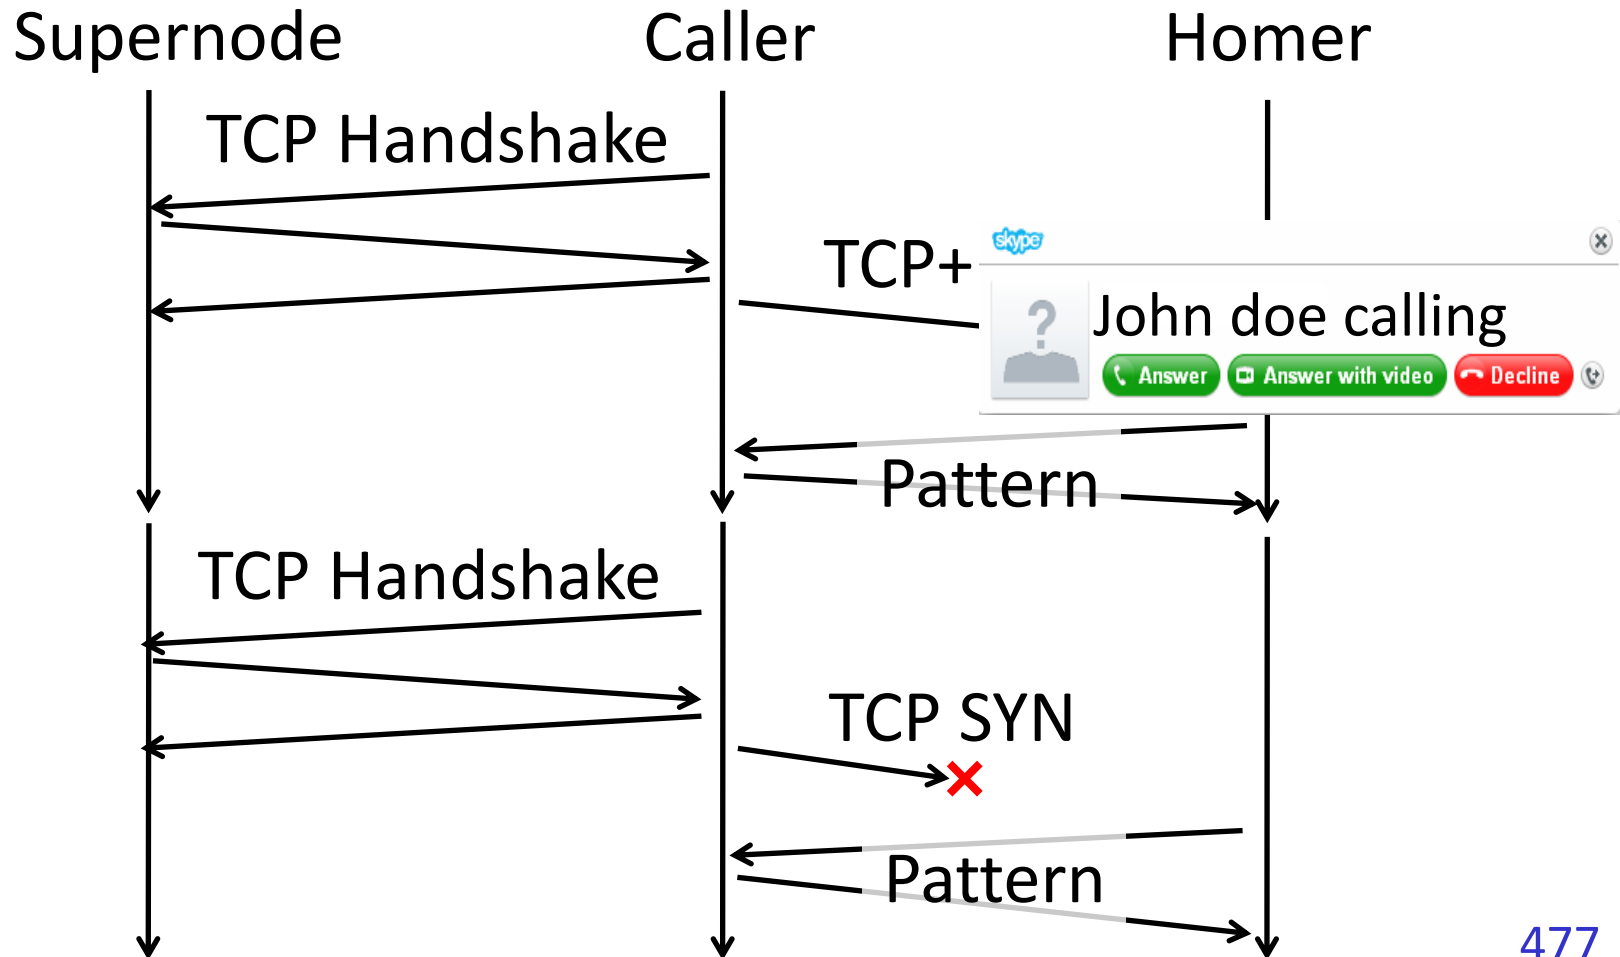 Supernode Caller Homer
TCP Handshake
TCP+
skype
John doe calling
Answer Answer with video Decline
Pattern
TCP Handshake
TCP SYN
Pattern
477